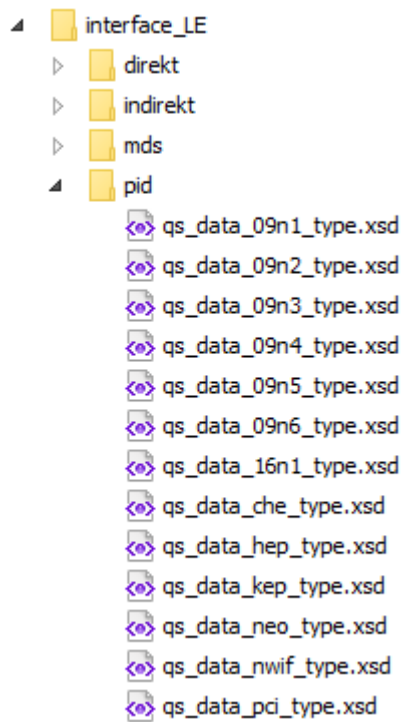 interface_LE
direkt
indirekt
mds
pid
qs_data_09n1_type.xsd
qs_data_09n2_type.xsd
qs_data_09n3_type.xsd
qs_data_09n4_type.xsd
qs_data_09n5_type.xsd
qs_data_09n6_type.xsd
qs_data_16n1_type.xsd
qs_data_che_type.xsd
qs_data_hep_type.xsd
qs_data_kep_type.xsd
qs_data_neo_type.xsd
qs_data_nwif_type.xsd
qs_data_pci_type.xsd